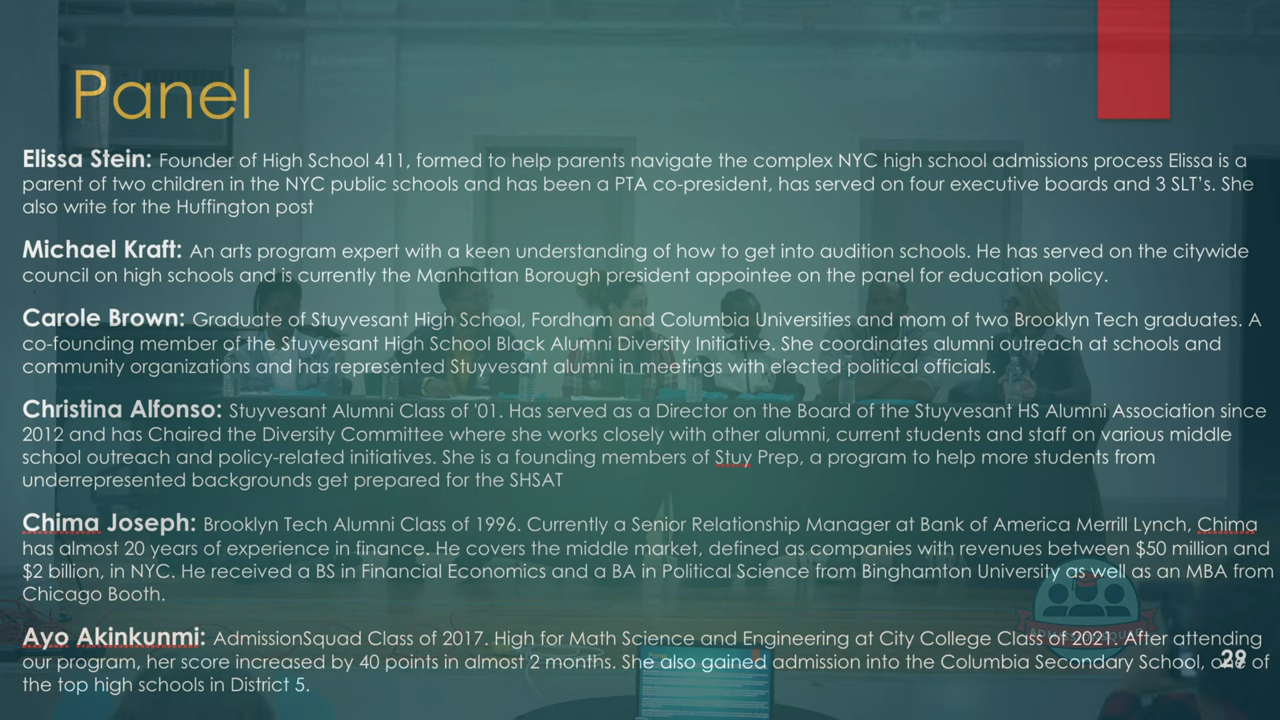 Panel
Elissa Stein: Founder of High School 411, formed to help parents navigate the complex NYC high school admissions process Elissa is a
parent of two children in the NYC public schools and has been a PTA co-president, has served on four executive boards and 3 SLT's. She
also write for the Huffington post
Michael Kraft: An arts program expert with a keen understanding of how to get into audition schools. He has served on the citywide
council on high schools and is currently the Manhattan Borough president appointee on the panel for education policy.
Carole Brown: Graduate of Stuyvesant High School, Fordham and Columbia Universities and mom of two Brooklyn Tech graduates. A
co-founding member of the Stuyvesant High School Black Alumni Diversity Initiative. She coordinates alumni outreach at schools and
community organizations and has represented Stuyvesant alumni in meetings with elected political officials.
Christina Alfonso: Stuyvesant Alumni Class of '01. Has served as a Director on the Board of the Stuyvesant HS Alumni Association since
2012 and has Chaired the Diversity Committee where she works closely with other alumni, current students and staff on various middle
school outreach and policy-related initiatives. She is a founding members of Stuy Prep, a program to help more students from
underrepresented backgrounds get prepared for the SHSAT
Chima Joseph: Brooklyn Tech Alumni Class of 1996. Currently a Senior Relationship Manager at Bank of America Merrill Lynch, Chima
has almost 20 years of experience in finance. He covers the middle market, defined as companies with revenues between $50 million and
$2 billion, in NYC. He received a BS in Financial Economics and a BA in Political Science from Binghamton University as well as an MBA from
Chicago Booth.
Ayo Akinkunmi: AdmissionSquad Class of 2017. High for Math Science and Engineering at City College Class of 2021. After attending
our program, her score increased by 40 points in almost 2 months. She also gained admission into the Columbia Secondary School, one of
the top high schools in District 5.